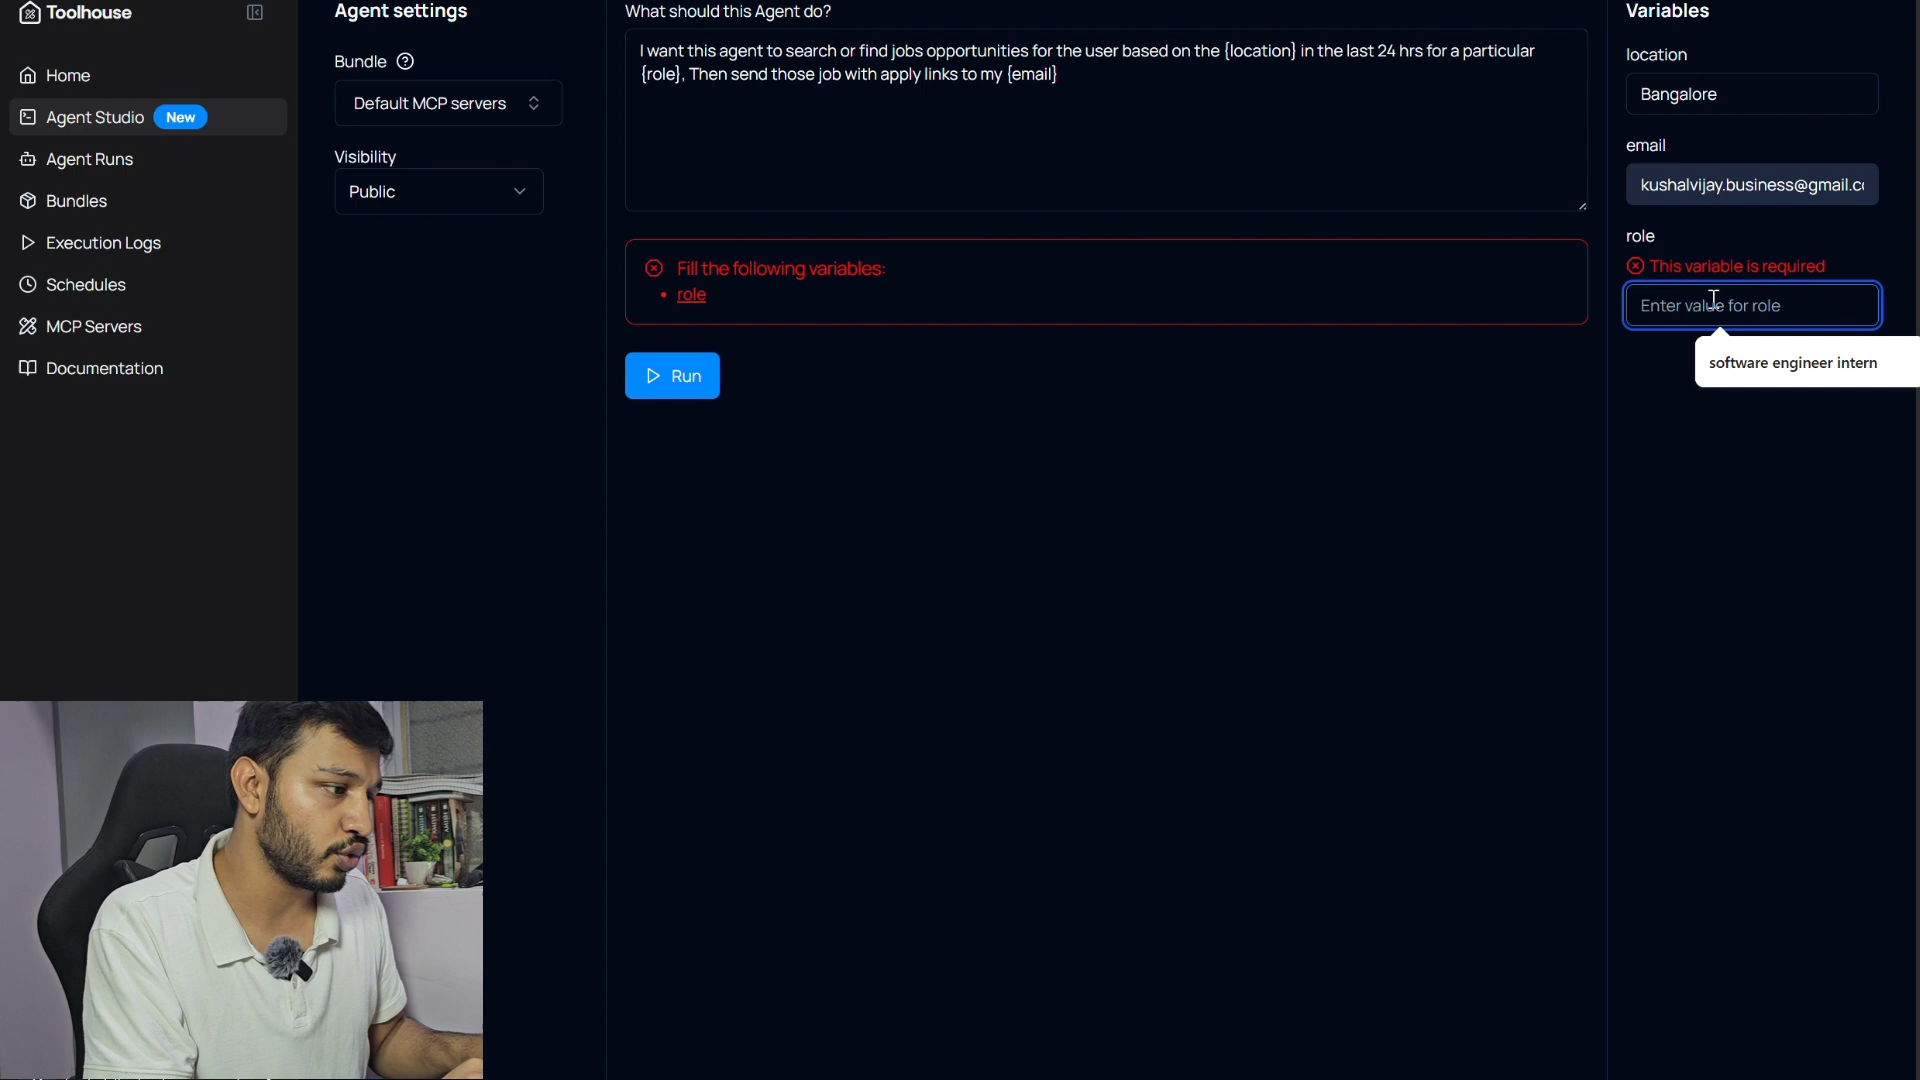 Toolhouse
Home
Agent Studio New
Agent Runs
Bundles
Execution Logs
Schedules
MCP Servers
Documentation
Agent settings
Bundle
Default MCP servers
Visibility
Public
What should this Agent do?
I want this agent to search or find jobs opportunities for the user based on the {location} in the last 24 hrs for a particular
{role}, Then send those job with apply links to my {email}
Fill the following variables:
• role
Run
Variables
location
Bangalore
email
kushalvijay.business@gmail.c
role
This variable is required
Enter value for role
software engineer intern